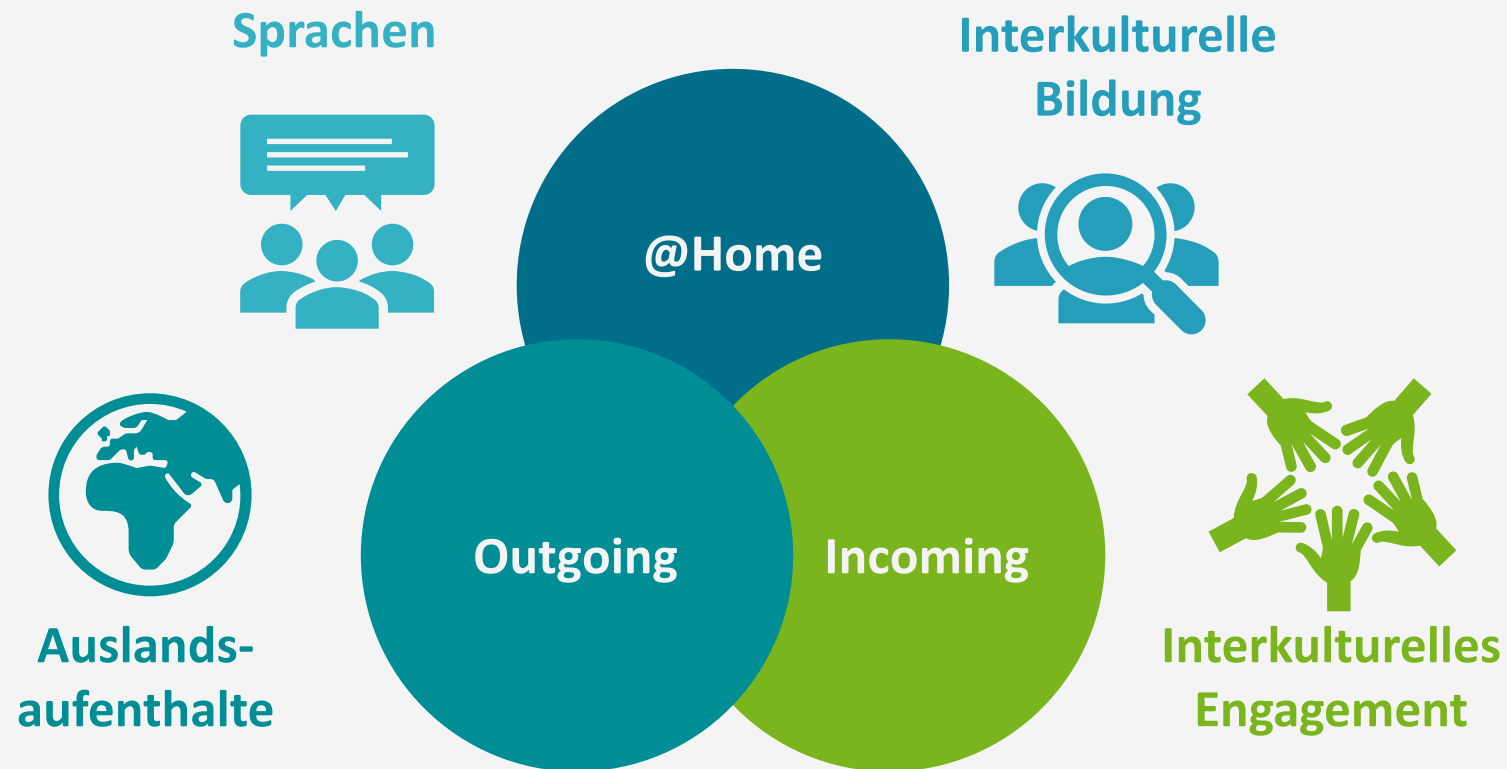 Sprachen
Interkulturelle
Bildung
@Home
Outgoing
Incoming
Auslands-
aufenthalte
Interkulturelles
Engagement